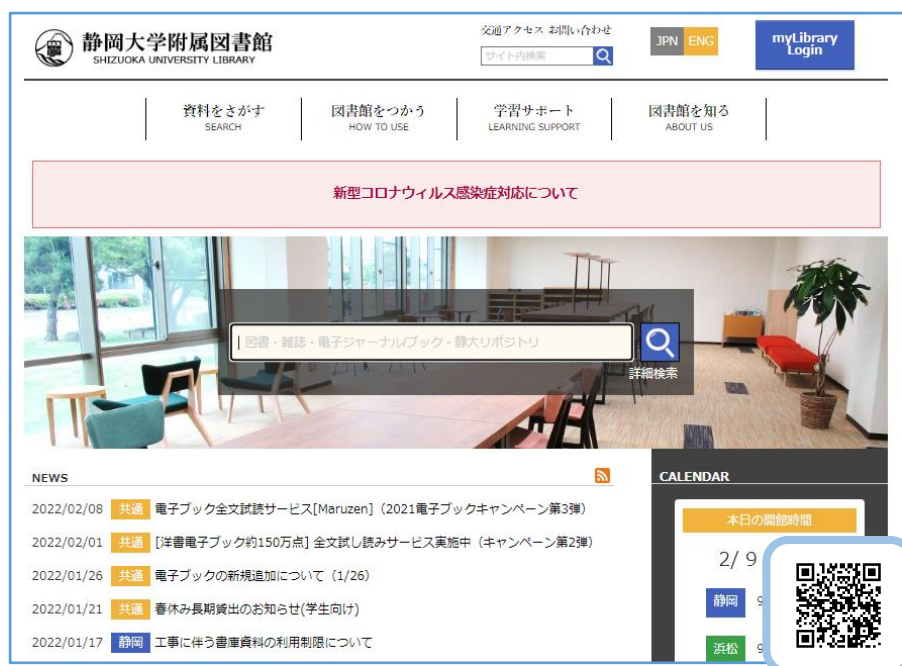 静岡大学附属図書館
SHIZUOKA UNIVERSITY LIBRARY
交通アクセス お問い合わせ
サイト内検索
JPN ENG
myLibrary
Login
資料をさがす
SEARCH
図書館をつかう
HOW TO USE
学習サポート
LEARNING SUPPORT
図書館を知る
ABOUT US
新型コロナウィルス感染症対応について
図書・雑誌・電子ジャーナル/ブック・静大リポジトリ
詳細検索
NEWS
2022/02/08 共通 電子ブック全文試読サービス[Maruzen]（2021電子ブックキャンペーン第3弾）
2022/02/01 共通 [洋書電子ブック約150万点] 全文試し読みサービス実施中（キャンペーン第2弾）
2022/01/26 共通 電子ブックの新規追加について（1/26）
2022/01/21 共通 春休み長期貸出のお知らせ(学生向け)
2022/01/17 静岡 工事に伴う書庫資料の利用制限について
CALENDAR
本日の開館時間
2/ 9
静岡 9
浜松 9